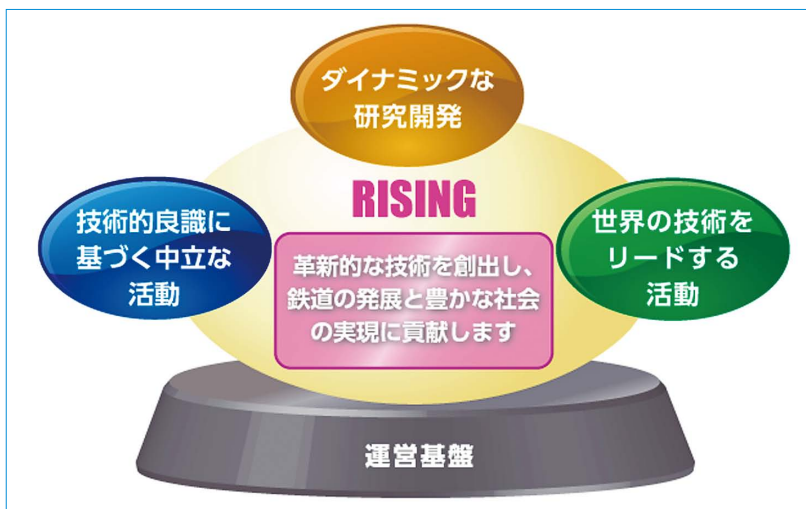 ダイナミックな
研究開発
RISING
技術的良識に
基づく中立な
活動
革新的な技術を創出し、
鉄道の発展と豊かな社会
の実現に貢献します
世界の技術を
リードする
活動
運営基盤